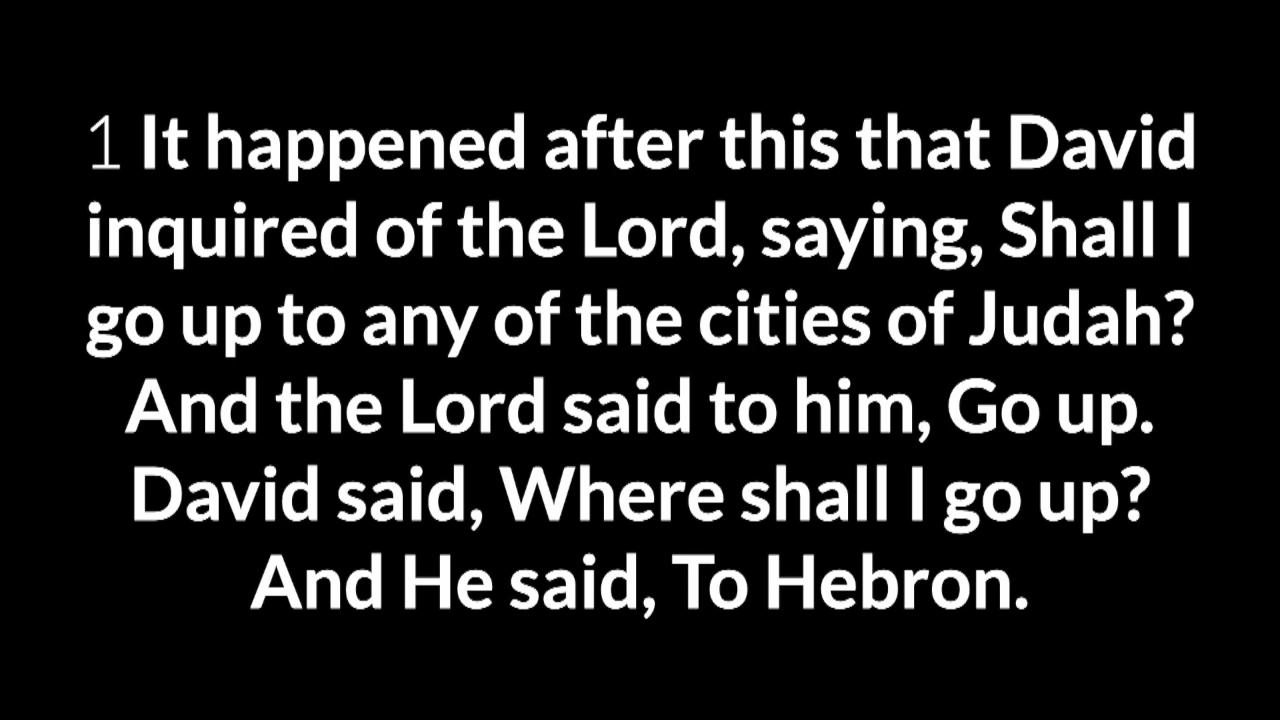 1 It happened after this that David
inquired of the Lord, saying, Shall I
go up to any of the cities of Judah?
And the Lord said to him, Go up.
David said, Where shall I go up?
And He said, To Hebron.